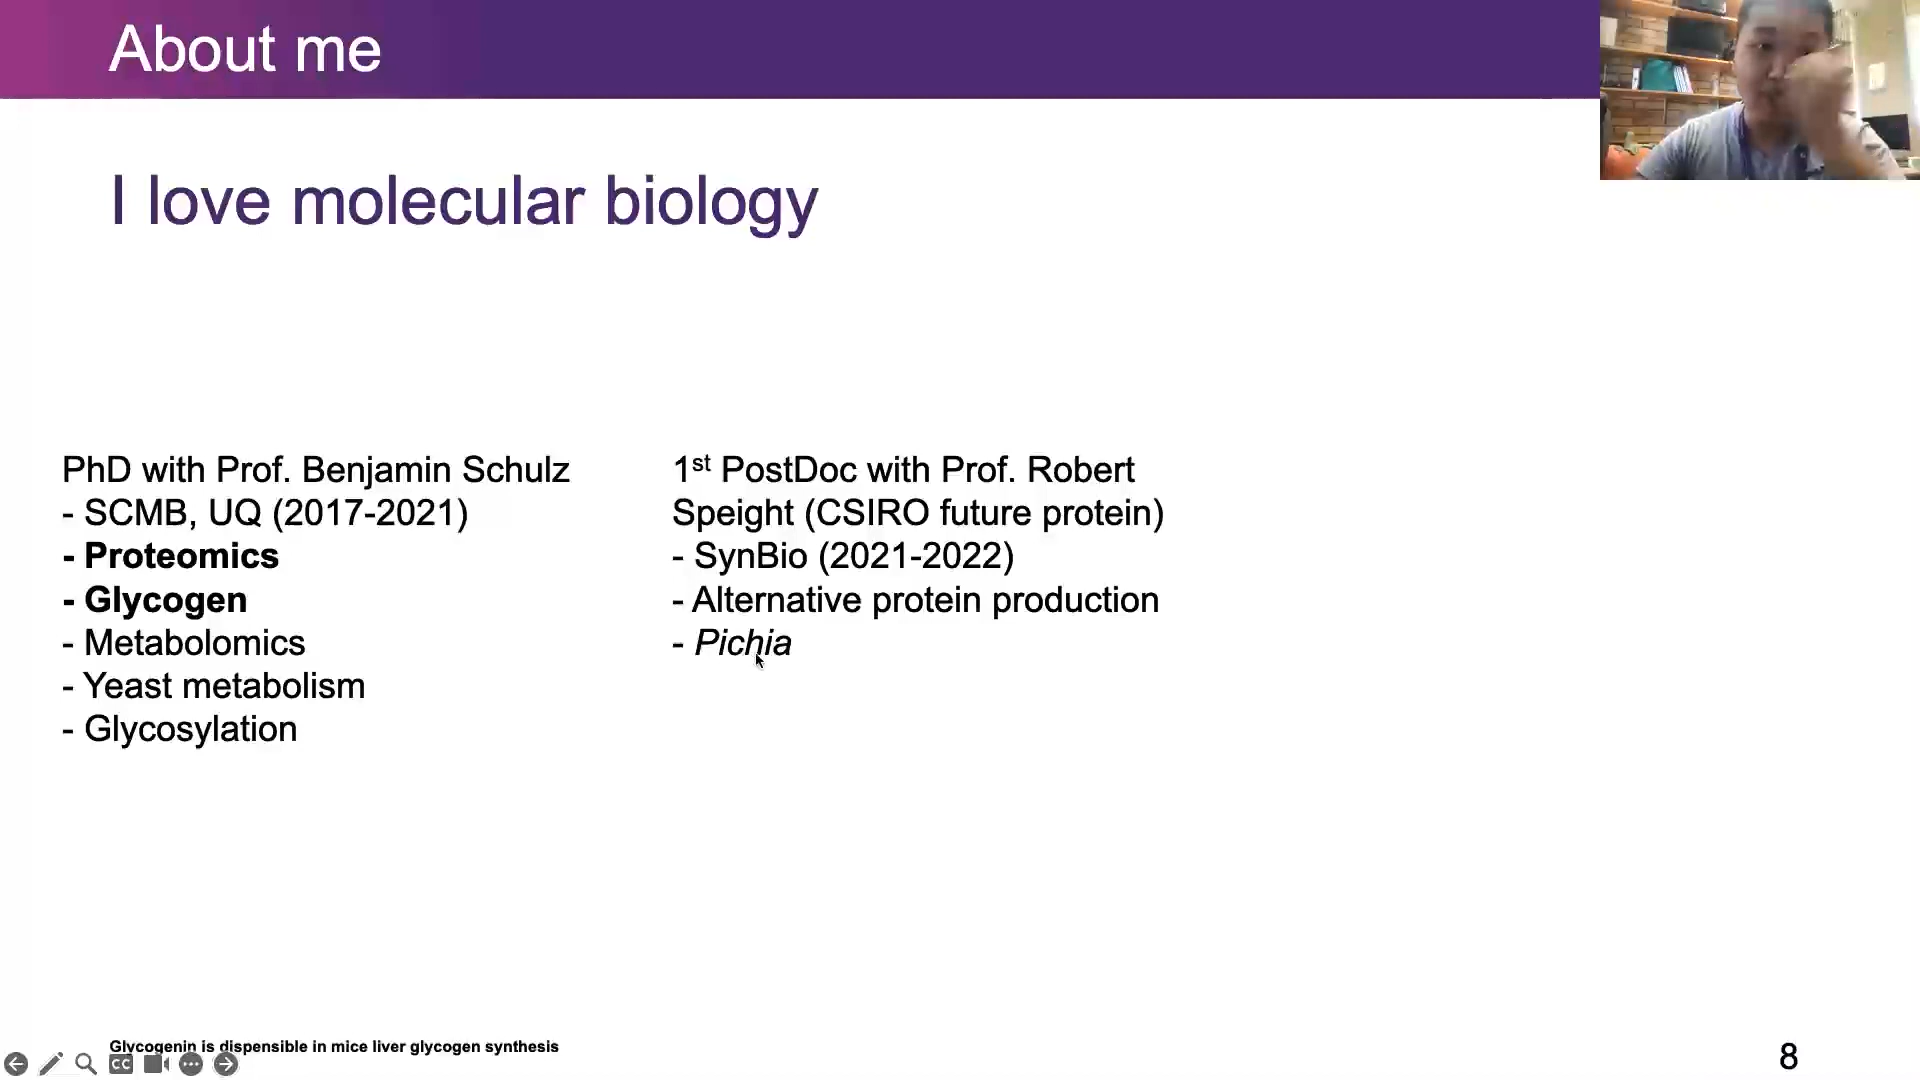 About me
I love molecular biology
PhD with Prof. Benjamin Schulz
- SCMB, UQ (2017-2021)
- Proteomics
- Glycogen
- Metabolomics
- Yeast metabolism
- Glycosylation
1st PostDoc with Prof. Robert
Speight (CSIRO future protein)
- SynBio (2021-2022)
- Alternative protein production
- Pichia
Glycogenin is dispensible in mice liver glycogen synthesis
CC
8